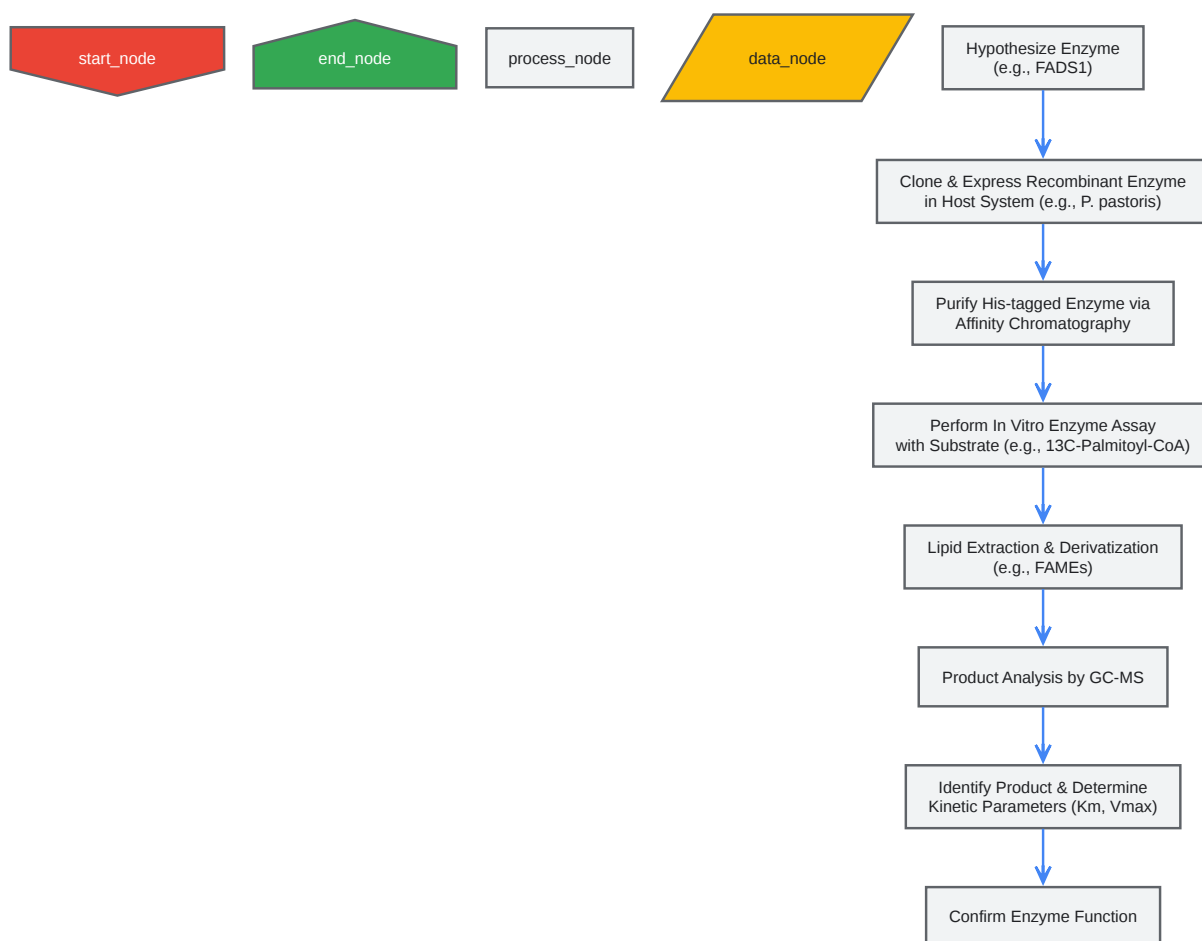 start_node
end_node
process_node
data_node
Hypothesize Enzyme
(e.g., FADS1)
Clone & Express Recombinant Enzyme
in Host System (e.g., P. pastoris)
Purify His-tagged Enzyme via
Affinity Chromatography
Perform In Vitro Enzyme Assay
with Substrate (e.g., 13C-Palmitoyl-CoA)
Lipid Extraction & Derivatization
(e.g., FAMEs)
Product Analysis by GC-MS
Identify Product & Determine
Kinetic Parameters (Km, Vmax)
Confirm Enzyme Function